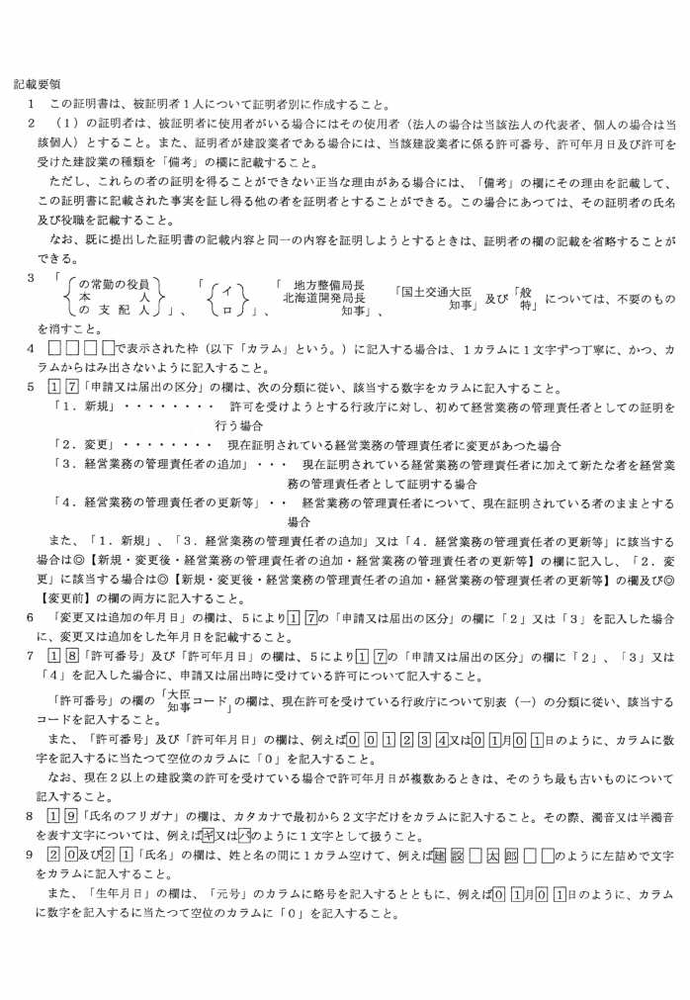 記載要領
1 この証明書は、被証明者1人について証明者別に作成すること。
2 (1)の証明者は、被証明者に使用者がいる場合にはその使用者(法人の場合は当該法人の代表者、個人の場合は当
該個人)とすること。また、証明者が建設業者である場合には、当該建設業者に係る許可番号、許可年月日及び許可を
受けた建設業の種類を「備考」の欄に記載すること。
ただし、これらの者の証明を得ることができない正当な理由がある場合には、「備考」の欄にその理由を記載して、
この証明書に記載された事実を証し得る他の者を証明者とすることができる。この場合にあつては、その証明者の氏名
及び役職を記載すること。
なお、既に提出した証明書の記載内容と同一の内容を証明しようとするときは、証明者の欄の記載を省略することが
できる。
3 「{の常勤の役員 本人 の支配人}」、「{イ ロ}」、「地方整備局長 北海道開発局長 知事」、「国土交通大臣 知事」及び「般 特」については、不要のもの
を消すこと。
4 □□□□で表示された枠(以下「カラム」という。)に記入する場合は、1カラムに1文字ずつ丁寧に、かつ、カ
ラムからはみ出さないように記入すること。
5 17「申請又は届出の区分」の欄は、次の分類に従い、該当する数字をカラムに記入すること。
「1.新規」・・・・・・・・ 許可を受けようとする行政庁に対し、初めて経営業務の管理責任者としての証明を
行う場合
「2.変更」・・・・・・・・ 現在証明されている経営業務の管理責任者に変更があつた場合
「3.経営業務の管理責任者の追加」・・・ 現在証明されている経営業務の管理責任者に加えて新たな者を経営業
務の管理責任者として証明する場合
「4.経営業務の管理責任者の更新等」・・ 経営業務の管理責任者について、現在証明されている者のままとする
場合
また、「1.新規」、「3.経営業務の管理責任者の追加」又は「4.経営業務の管理責任者の更新等」に該当する
場合は◎【新規・変更後・経営業務の管理責任者の追加・経営業務の管理責任者の更新等】の欄に記入し、「2.変
更」に該当する場合は◎【新規・変更後・経営業務の管理責任者の追加・経営業務の管理責任者の更新等】の欄及び◎
【変更前】の欄の両方に記入すること。
6 「変更又は追加の年月日」の欄は、5により17の「申請又は届出の区分」の欄に「2」又は「3」を記入した場合
に、変更又は追加をした年月日を記載すること。
7 18「許可番号」及び「許可年月日」の欄は、5により17の「申請又は届出の区分」の欄に「2」、「3」又は
「4」を記入した場合に、申請又は届出時に受けている許可について記入すること。
「許可番号」の欄の「大臣 知事コード」の欄は、現在許可を受けている行政庁について別表(一)の分類に従い、該当する
コードを記入すること。
また、「許可番号」及び「許可年月日」の欄は、例えば001234又は01月01日のように、カラムに数
字を記入するに当たつて空位のカラムに「0」を記入すること。
なお、現在2以上の建設業の許可を受けている場合で許可年月日が複数あるときは、そのうち最も古いものについて
記入すること。
8 19「氏名のフリガナ」の欄は、カタカナで最初から2文字だけをカラムに記入すること。その際、濁音又は半濁音
を表す文字については、例えばギ又はパのように1文字として扱うこと。
9 20及び21「氏名」の欄は、姓と名の間に1カラム空けて、例えば建設□太郎□□のように左詰めで文字
をカラムに記入すること。
また、「生年月日」の欄は、「元号」のカラムに略号を記入するとともに、例えば01月01日のように、カラム
に数字を記入するに当たつて空位のカラムに「0」を記入すること。